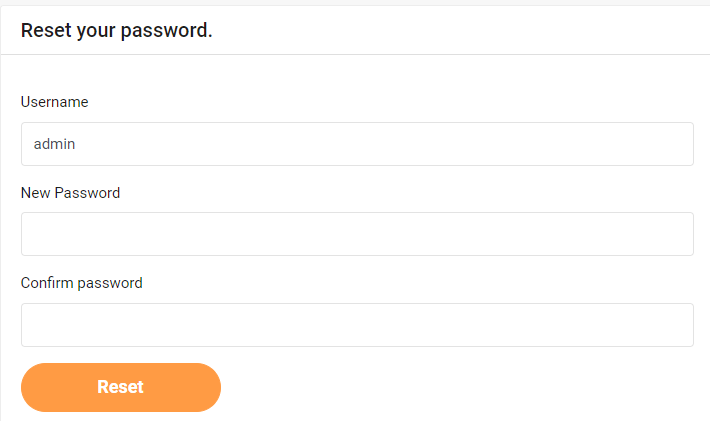 Reset your password.
Username
admin
New Password
Confirm password
Reset